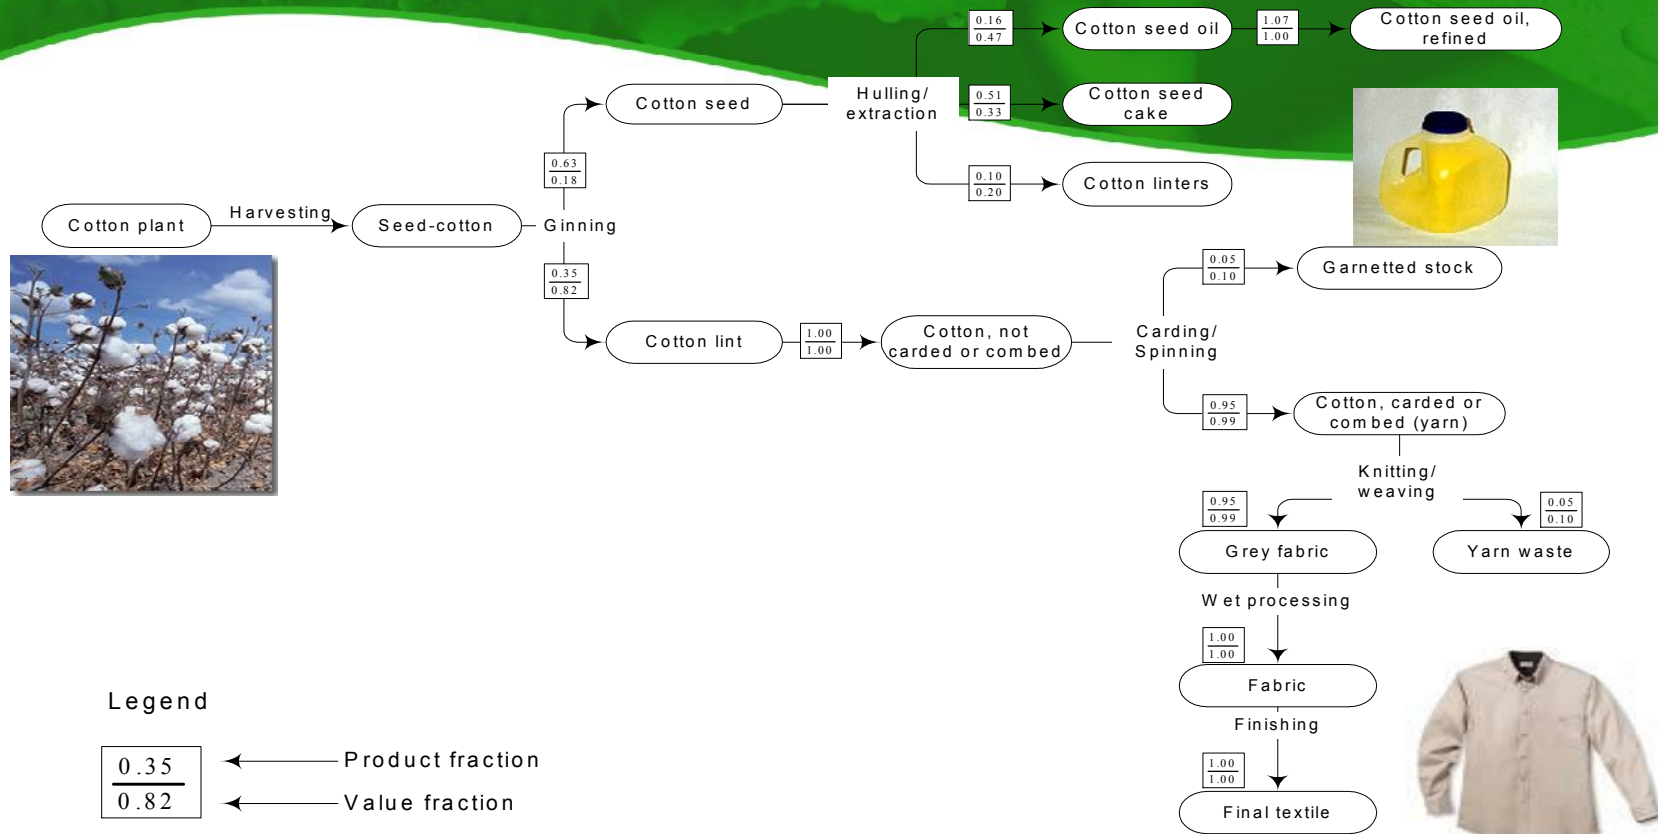 0.16
0.47
Cotton seed oil
1.07
1.00
Cotton seed oil,
refined
Cotton seed
Hulling/
extraction
0.51
0.33
Cotton seed
cake
0.63
0.18
0.10
0.20
Cotton linters
Cotton plant
Harvesting
Seed-cotton
Ginning
0.35
0.82
0.05
0.10
Garnetted stock
Cotton lint
1.00
1.00
Cotton, not
carded or combed
Carding/
Spinning
0.95
0.99
Cotton, carded or
combed (yarn)
Knitting/
weaving
0.95
0.99
0.05
0.10
Grey fabric
Yarn waste
Wet processing
1.00
1.00
Fabric
Finishing
1.00
1.00
Final textile
Legend
0.35
0.82
Product fraction
Value fraction